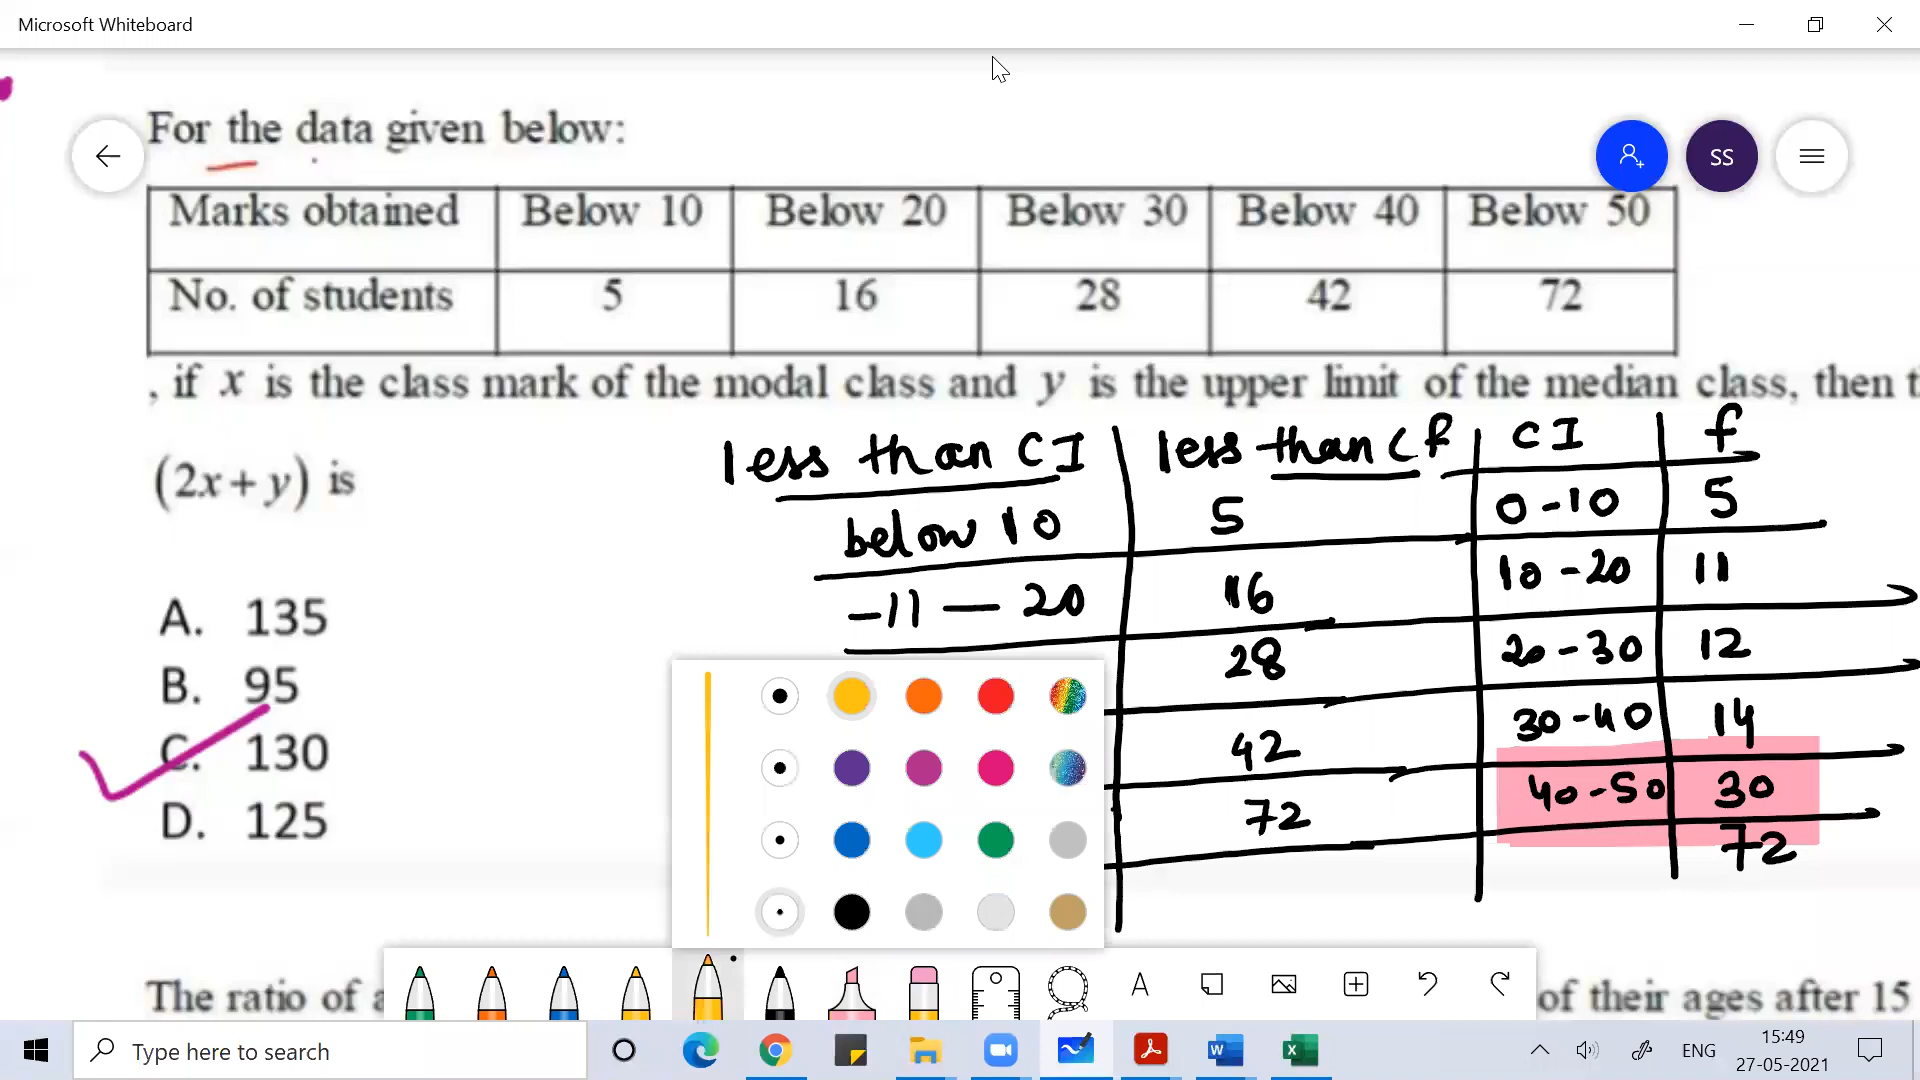 Microsoft Whiteboard
For the data given below:
SS
Marks obtained Below 10 Below 20 Below 30 Below 40 Below 50
No. of students 5 16 28 42 72
, if x is the class mark of the modal class and y is the upper limit of the median class, then t
(2x+y) is
less than CI less than Cf CI f
below 10 5 0-10 5
-11 — 20 16 10-20 11
28 20-30 12
42 30-40 14
72 40-50 30
72
A. 135
B. 95
C. 130
D. 125
The ratio of a
of their ages after 15
Type here to search
ENG
15:49
27-05-2021